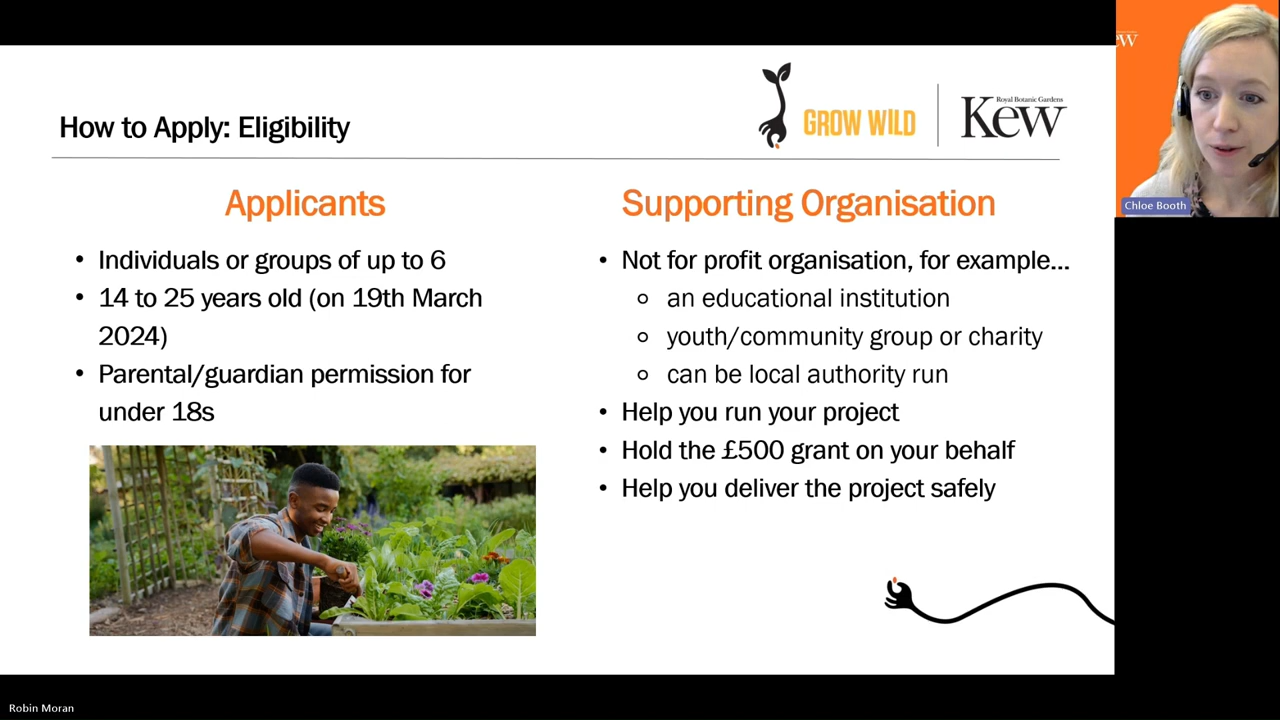 How to Apply: Eligibility
GROW WILD
Royal Botanic Gardens
Kew
Applicants
• Individuals or groups of up to 6
• 14 to 25 years old (on 19th March
2024)
• Parental/guardian permission for
under 18s
Supporting Organisation
• Not for profit organisation, for example...
o an educational institution
o youth/community group or charity
o can be local authority run
• Help you run your project
• Hold the £500 grant on your behalf
• Help you deliver the project safely
Chloe Booth
Robin Moran